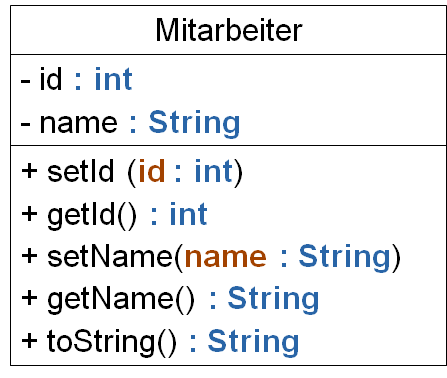 Mitarbeiter
- id : int
- name : String
+ setId (id : int)
+ getId() : int
+ setName(name : String)
+ getName() : String
+ toString() : String